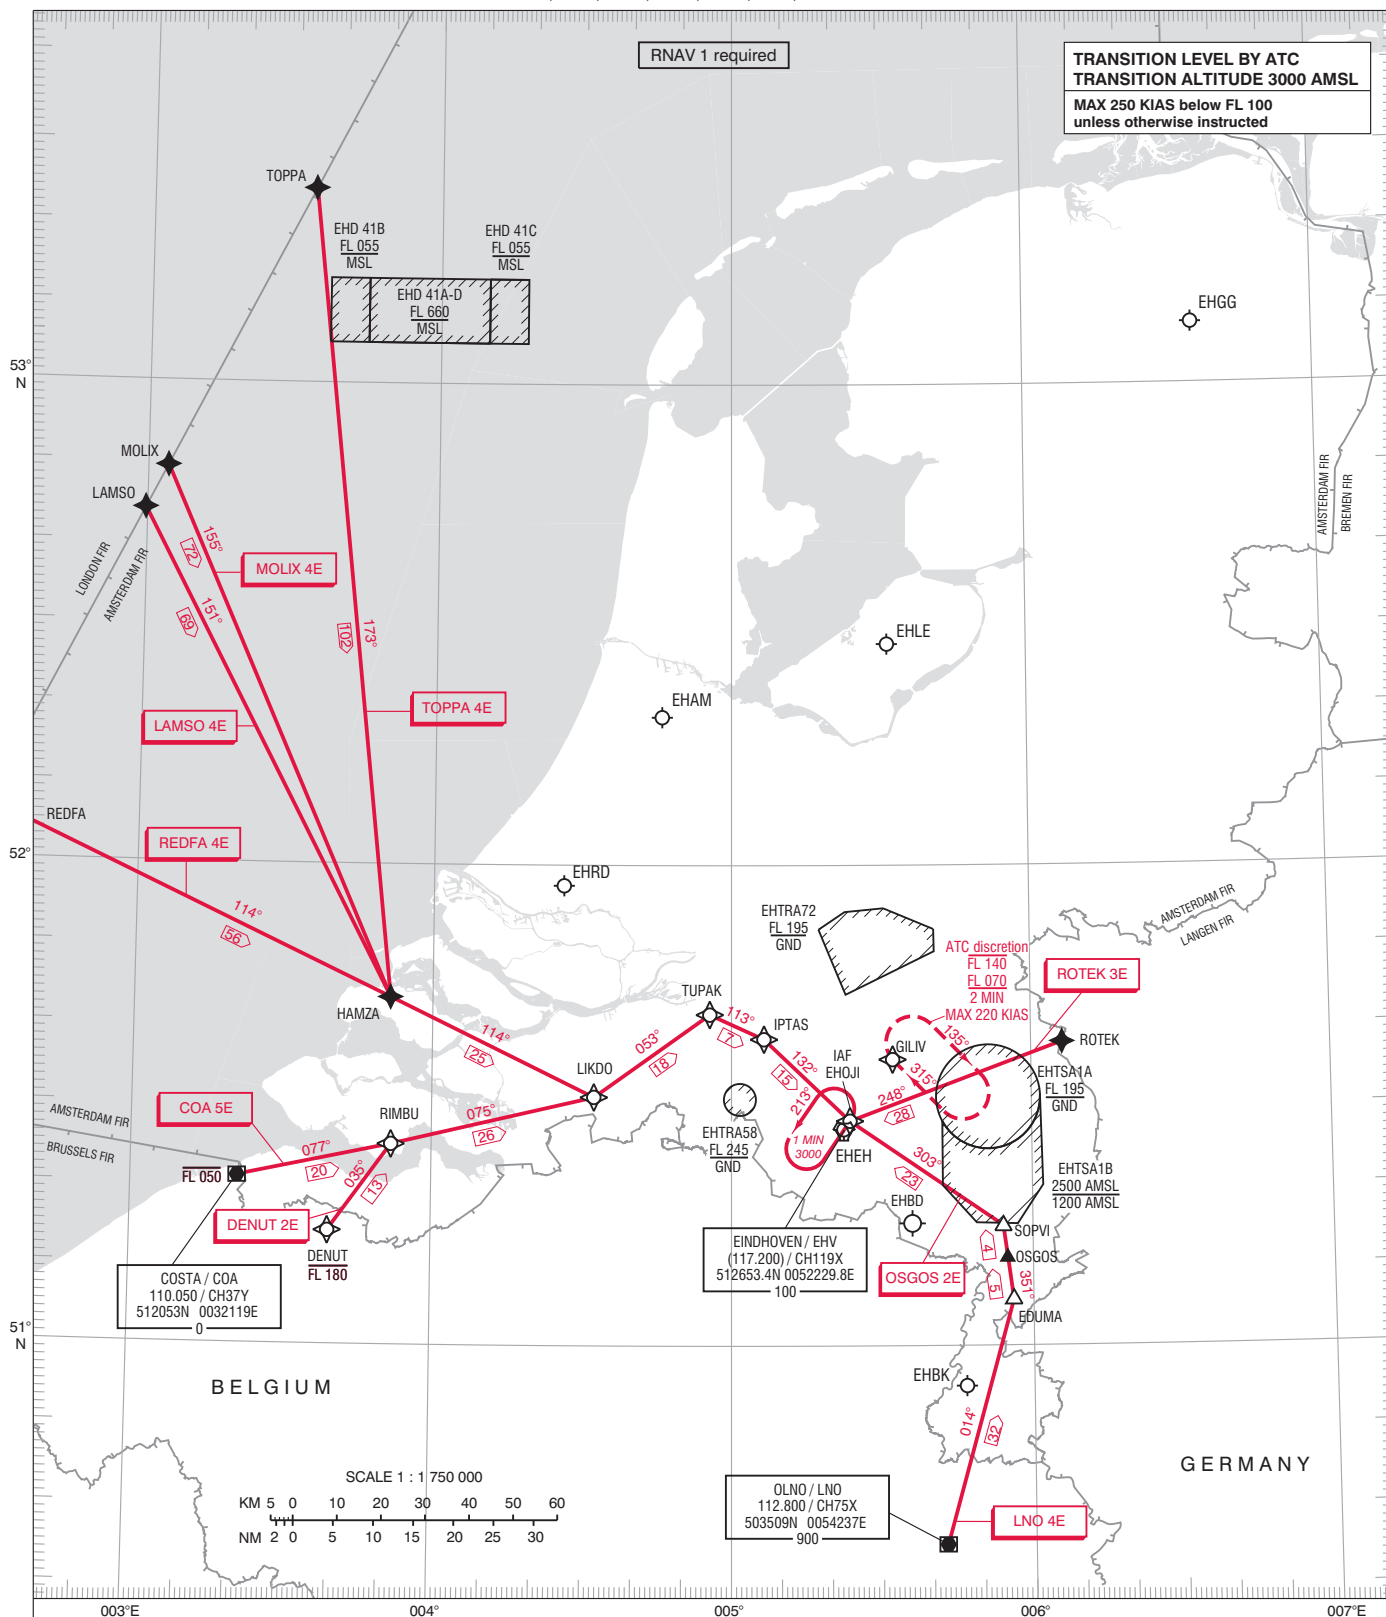 RNAV 1 required
TRANSITION LEVEL BY ATC
TRANSITION ALTITUDE 3000 AMSL
MAX 250 KIAS below FL 100
unless otherwise instructed
TOPPA
EHD 41B
FL 055
MSL
EHD 41C
FL 055
MSL
EHD 41A-D
FL 660
MSL
EHGG
53°
N
MOLIX
LAMSO
LONDON FIR
AMSTERDAM FIR
AMSTERDAM FIR
BREMEN FIR
155°
72
MOLIX 4E
151°
69
102
173°
EHLE
LAMSO 4E
TOPPA 4E
EHAM
REDFA
REDFA 4E
52°
114°
56
EHRD
EHTRA72
FL 195
GND
AMSTERDAM FIR
LANGEN FIR
ATC discretion
FL 140
FL 070
2 MIN
MAX 220 KIAS
ROTEK 3E
HAMZA
TUPAK
113°
7
IPTAS
114°
25
053°
18
132°
15
IAF
EHOJI
GILIV
135°
315°
ROTEK
EHTSA1A
FL 195
GND
LIKDO
213°
248°
28
COA 5E
RIMBU
075°
26
AMSTERDAM FIR
BRUSSELS FIR
077°
20
FL 050
035°
13
EHTRA58
FL 245
GND
1 MIN
3000
EHEH
303°
23
EHTSA1B
2500 AMSL
1200 AMSL
DENUT 2E
DENUT
FL 180
EHBD
SOPVI
4
OSGOS
5
351°
EDUMA
EINDHOVEN / EHV
(117.200) / CH119X
512653.4N 0052229.8E
100
OSGOS 2E
COSTA / COA
110.050 / CH37Y
512053N 0032119E
0
51°
N
BELGIUM
EHBK
014°
32
GERMANY
SCALE 1 : 1 750 000
KM 5 0 10 20 30 40 50 60
NM 2 0 5 10 15 20 25 30
OLNO / LNO
112.800 / CH75X
503509N 0054237E
900
LNO 4E
003°E 004° 005° 006° 007°E